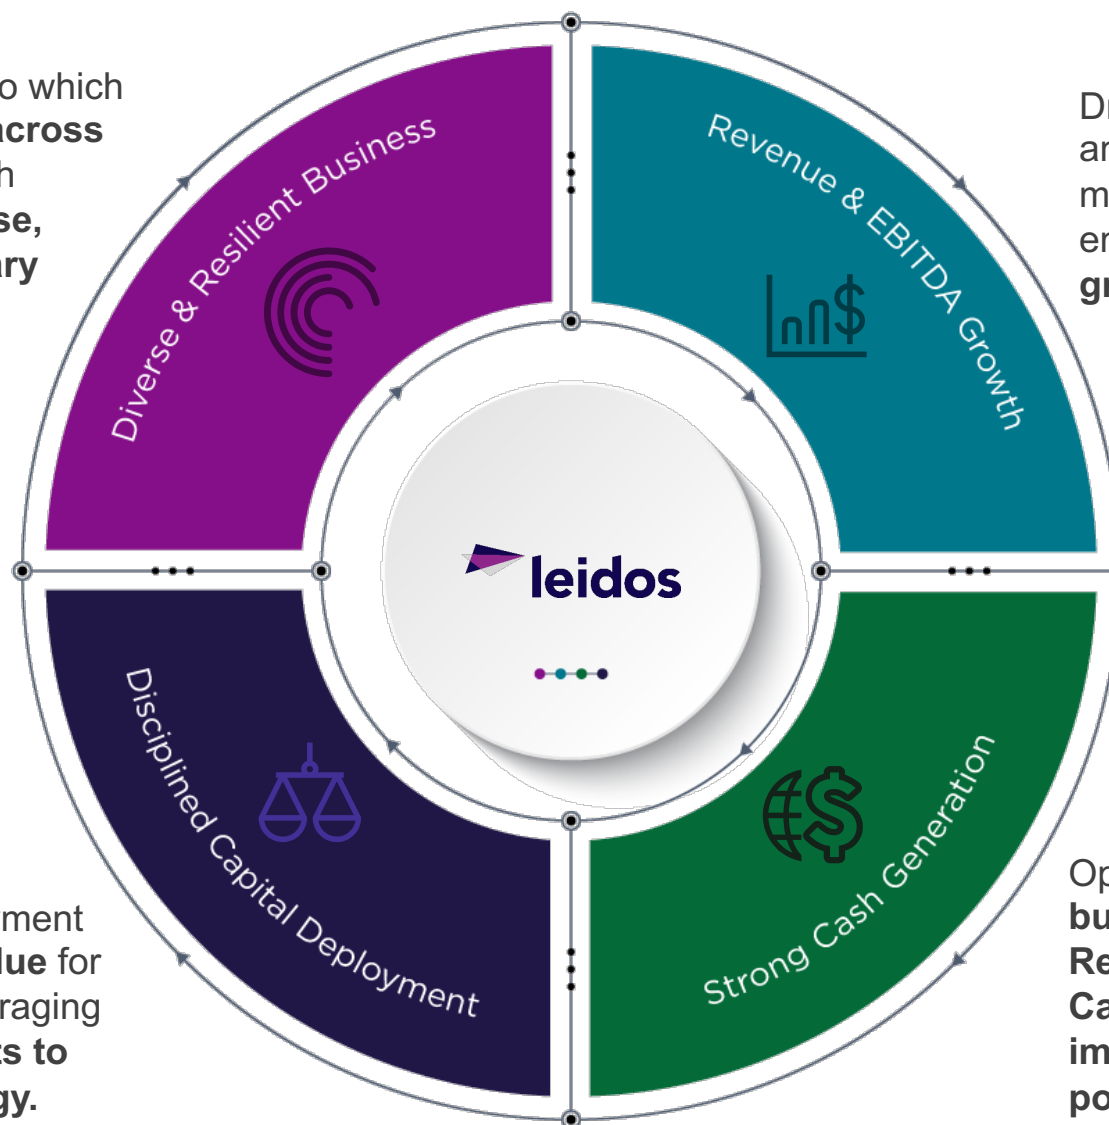 o which
across
h
se,
ary
Diverse & Resilient Business
Revenue & EBITDA Growth
Dr
ar
m
er
gr
leidos
Disciplined Capital Deployment
Strong Cash Generation
yment
lue for
raging
ts to
gy.
Op
bu
Re
Ca
im
po